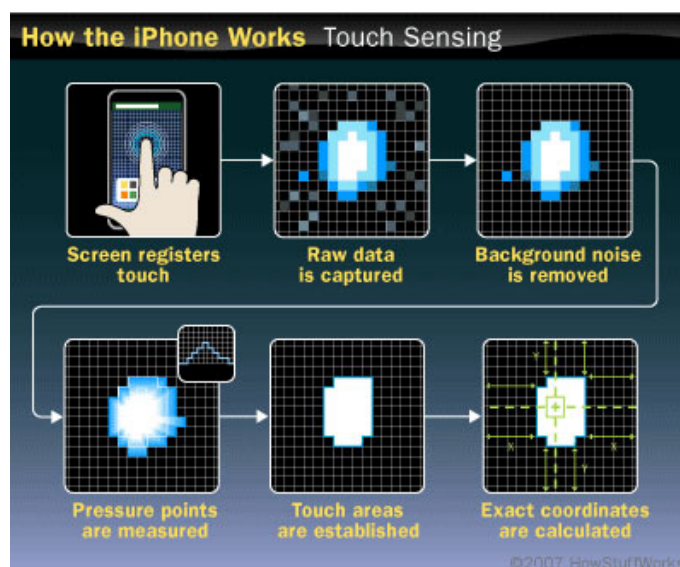 How the iPhone Works Touch Sensing
Screen registers
touch
Raw data
is captured
Background noise
is removed
Pressure points
are measured
Touch areas
are established
Exact coordinates
are calculated
Y
X
X
Y
©2007 HowStuffWorks